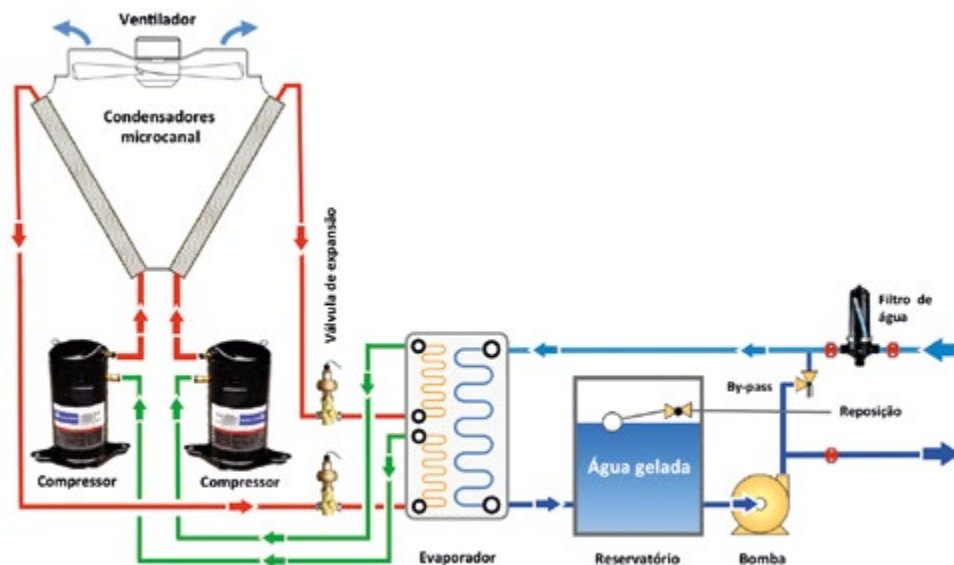 Ventilador
Condensadores
microcanal
Válvula de expansão
Filtro de
água
By-pass
Reposição
Água gelada
Compressor
Compressor
Evaporador
Reservatório
Bomba